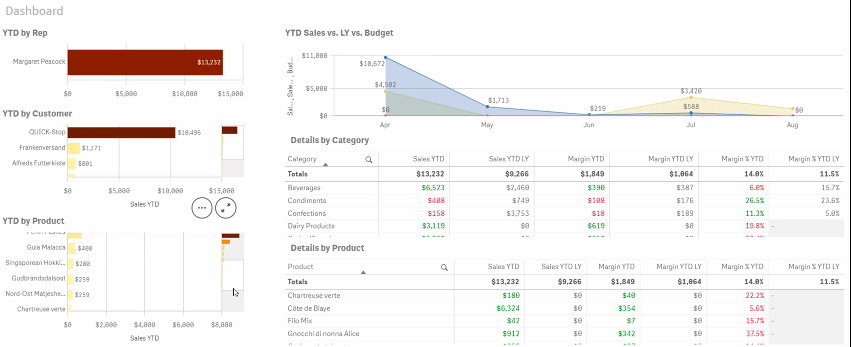 Dashboard
YTD by Rep
Margaret Peacock
$13,232
$0 $5,000 $10,000 $15,000
YTD by Customer
QUICK-Stop $10,496
Frankenversand $1,171
Alfreds Futterkiste $801
$0 $5,000 $10,000 $15,000
Sales YTD
YTD by Product
Gula Malacca $408
Singaporean Hokki... $280
Gudbrandsdalsost $259
Nord-Ost Matjeshe... $259
Chartreuse verte
$0 $2,000 $4,000 $6,000 $8,000
Sales YTD
YTD Sales vs. LY vs. Budget
Sal... , Sale... , Bud...
$11,000
$5,000
$0
$10,672
$4,502
$0
$1,713
$259
$3,420
$588
$0
Apr May Jun Jul Aug
Details by Category
Category Sales YTD Sales YTD LY Margin YTD Margin YTD LY Margin % YTD Margin % YTD LY
Totals $13,232 $9,266 $1,849 $1,064 14.0% 11.5%
Beverages $6,523 $2,460 $390 $387 6.0% 15.7%
Condiments $408 $749 $108 $176 26.5% 23.6%
Confections $158 $3,753 $18 $189 11.3% 5.0%
Dairy Products $3,119 $0 $619 $0 19.8% -
Details by Product
Product Sales YTD Sales YTD LY Margin YTD Margin YTD LY Margin % YTD Margin % YTD LY
Totals $13,232 $9,266 $1,849 $1,064 14.0% 11.5%
Chartreuse verte $180 $0 $40 $0 22.2% -
Côte de Blaye $6,324 $0 $354 $0 5.6% -
Filo Mix $42 $0 $7 $0 15.7% -
Gnocchi di nonna Alice $912 $0 $342 $0 37.5% -